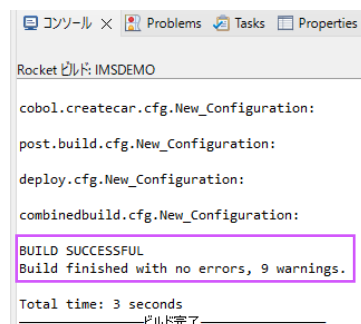 コンソール Problems Tasks Properties
Rocket ビルド: IMSDEMO
cobol.createcar.cfg.New_Configuration:
post.build.cfg.New_Configuration:
deploy.cfg.New_Configuration:
combinedbuild.cfg.New_Configuration:
BUILD SUCCESSFUL
Build finished with no errors, 9 warnings.
Total time: 3 seconds
ビルド完了